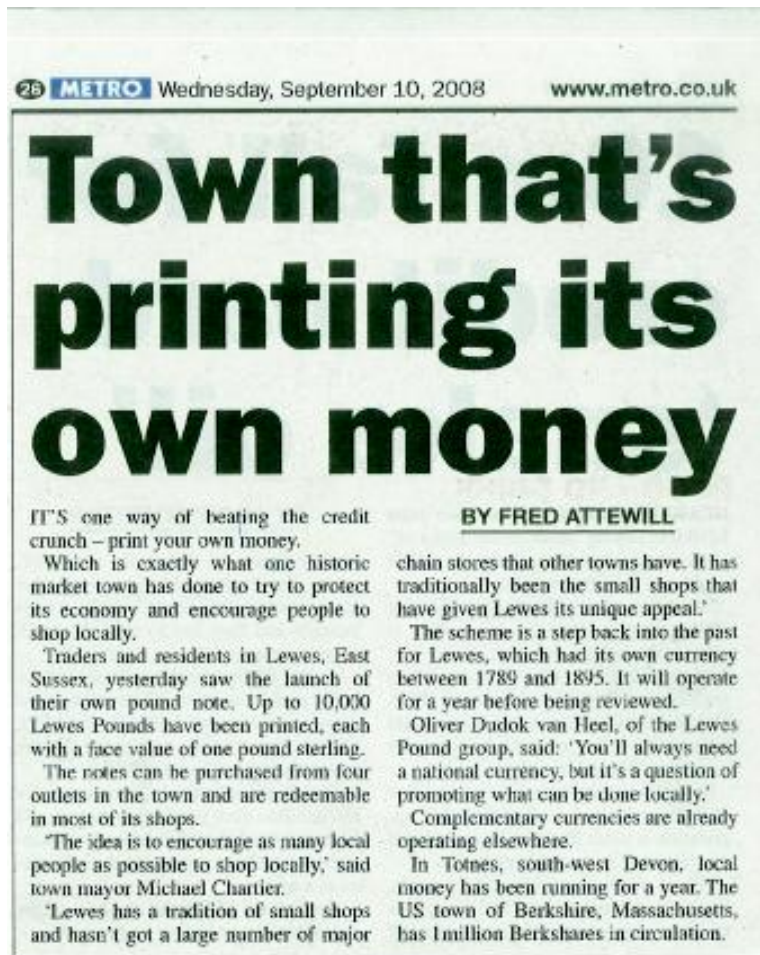 28 METRO Wednesday, September 10, 2008 www.metro.co.uk
Town that's
printing its
own money
IT'S one way of beating the credit
crunch – print your own money.
Which is exactly what one historic
market town has done to try to protect
its economy and encourage people to
shop locally.
Traders and residents in Lewes, East
Sussex, yesterday saw the launch of
their own pound note. Up to 10,000
Lewes Pounds have been printed, each
with a face value of one pound sterling.
The notes can be purchased from four
outlets in the town and are redeemable
in most of its shops.
'The idea is to encourage as many local
people as possible to shop locally,' said
town mayor Michael Chartier.
'Lewes has a tradition of small shops
and hasn't got a large number of major
BY FRED ATTEWILL
chain stores that other towns have. It has
traditionally been the small shops that
have given Lewes its unique appeal.'
The scheme is a step back into the past
for Lewes, which had its own currency
between 1789 and 1895. It will operate
for a year before being reviewed.
Oliver Dudok van Heel, of the Lewes
Pound group, said: 'You'll always need
a national currency, but it's a question of
promoting what can be done locally.'
Complementary currencies are already
operating elsewhere.
In Totnes, south-west Devon, local
money has been running for a year. The
US town of Berkshire, Massachusetts,
has 1million Berkshares in circulation.